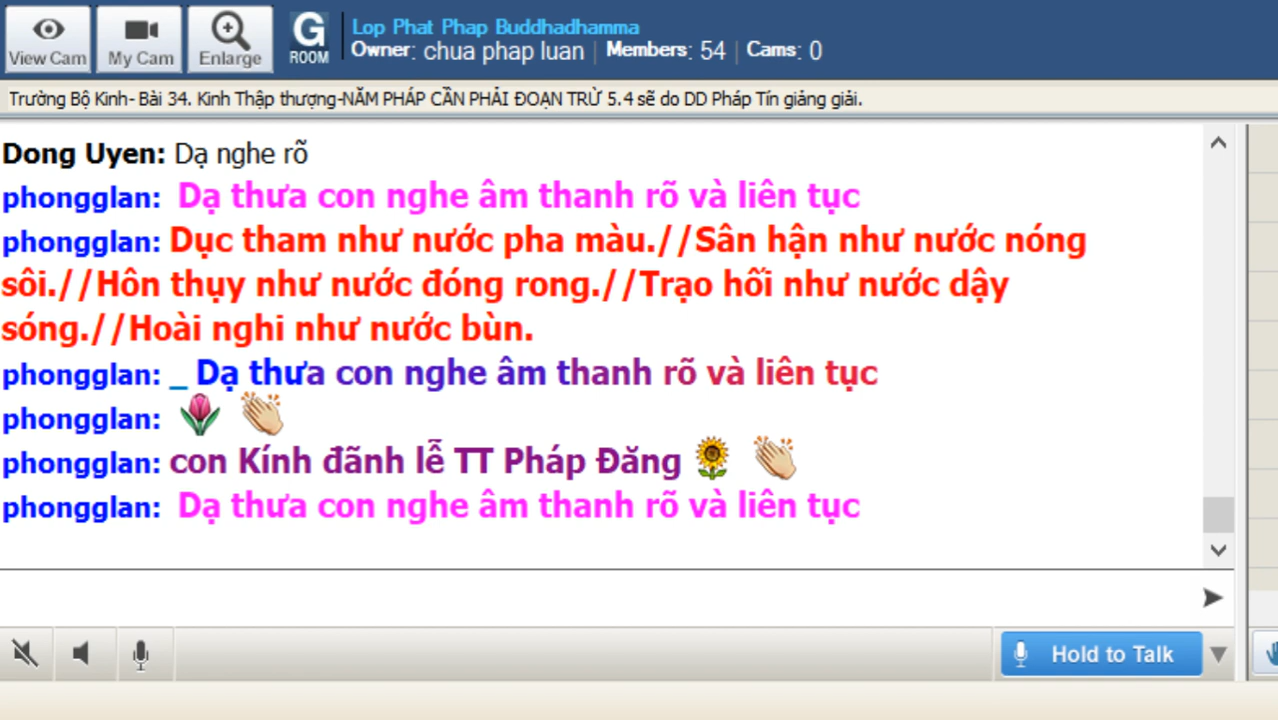 View Cam
My Cam
Enlarge
G
ROOM
Lop Phat Phap Buddhadhamma
Owner: chua phap luan | Members: 54 | Cams: 0
Trường Bộ Kinh- Bài 34. Kinh Thập thượng-NĂM PHÁP CẦN PHẢI ĐOẠN TRỪ 5.4 sẽ do DD Pháp Tín giảng giải.
Dong Uyen: Dạ nghe rõ
phongglan: Dạ thưa con nghe âm thanh rõ và liên tục
phongglan: Dục tham như nước pha màu.//Sân hận như nước nóng
sôi.//Hôn thụy như nước đóng rong.//Trạo hối như nước dậy
sóng.//Hoài nghi như nước bùn.
phongglan: _ Dạ thưa con nghe âm thanh rõ và liên tục
phongglan: 🌷 👏
phongglan: con Kính đãnh lễ TT Pháp Đăng 🌻 👏
phongglan: Dạ thưa con nghe âm thanh rõ và liên tục
Hold to Talk